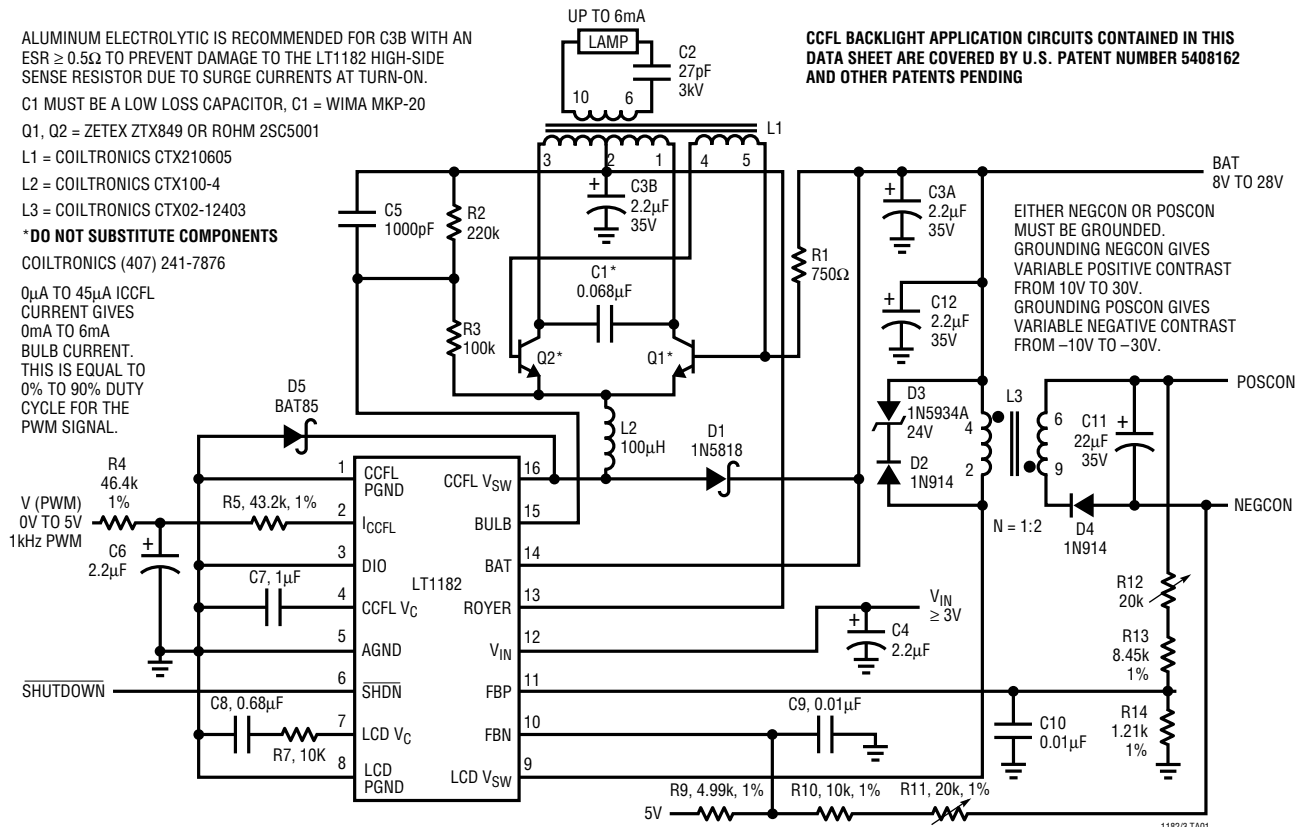 ALUMINUM ELECTROLYTIC IS RECOMMENDED FOR C3B WITH AN
ESR ≥ 0.5Ω TO PREVENT DAMAGE TO THE LT1182 HIGH-SIDE
SENSE RESISTOR DUE TO SURGE CURRENTS AT TURN-ON.
C1 MUST BE A LOW LOSS CAPACITOR, C1 = WIMA MKP-20
Q1, Q2 = ZETEX ZTX849 OR ROHM 2SC5001
L1 = COILTRONICS CTX210605
L2 = COILTRONICS CTX100-4
L3 = COILTRONICS CTX02-12403
*DO NOT SUBSTITUTE COMPONENTS
COILTRONICS (407) 241-7876
0µA TO 45µA ICCFL
CURRENT GIVES
0mA TO 6mA
BULB CURRENT.
THIS IS EQUAL TO
0% TO 90% DUTY
CYCLE FOR THE
PWM SIGNAL.
UP TO 6mA
LAMP
C2
27pF
3kV
10
6
L1
3
2
1
4
5
CCFL BACKLIGHT APPLICATION CIRCUITS CONTAINED IN THIS
DATA SHEET ARE COVERED BY U.S. PATENT NUMBER 5408162
AND OTHER PATENTS PENDING
BAT
8V TO 28V
C5
1000pF
R2
220k
+
C3B
2.2µF
35V
R1
750Ω
+
C3A
2.2µF
35V
EITHER NEGCON OR POSCON
MUST BE GROUNDED.
GROUNDING NEGCON GIVES
VARIABLE POSITIVE CONTRAST
FROM 10V TO 30V.
GROUNDING POSCON GIVES
VARIABLE NEGATIVE CONTRAST
FROM –10V TO –30V.
C1*
0.068µF
R3
100k
Q2*
Q1*
+
C12
2.2µF
35V
D5
BAT85
L2
100µH
D1
1N5818
D3
1N5934A
24V
D2
1N914
L3
4
2
6
9
N = 1:2
+
C11
22µF
35V
D4
1N914
POSCON
NEGCON
R4
46.4k
1%
V (PWM)
0V TO 5V
1kHz PWM
R5, 43.2k, 1%
+
C6
2.2µF
C7, 1µF
SHUTDOWN
C8, 0.68µF
R7, 10K
LT1182
1
CCFL
PGND
2
ICCFL
3
DIO
4
CCFL VC
5
AGND
6
SHDN
7
LCD VC
8
LCD
PGND
16
CCFL VSW
15
BULB
14
BAT
13
ROYER
12
VIN
11
FBP
10
FBN
9
LCD VSW
VIN
≥ 3V
+
C4
2.2µF
C9, 0.01µF
C10
0.01µF
R12
20k
R13
8.45k
1%
R14
1.21k
1%
5V
R9, 4.99k, 1%
R10, 10k, 1%
R11, 20k, 1%
1182/3 TA01